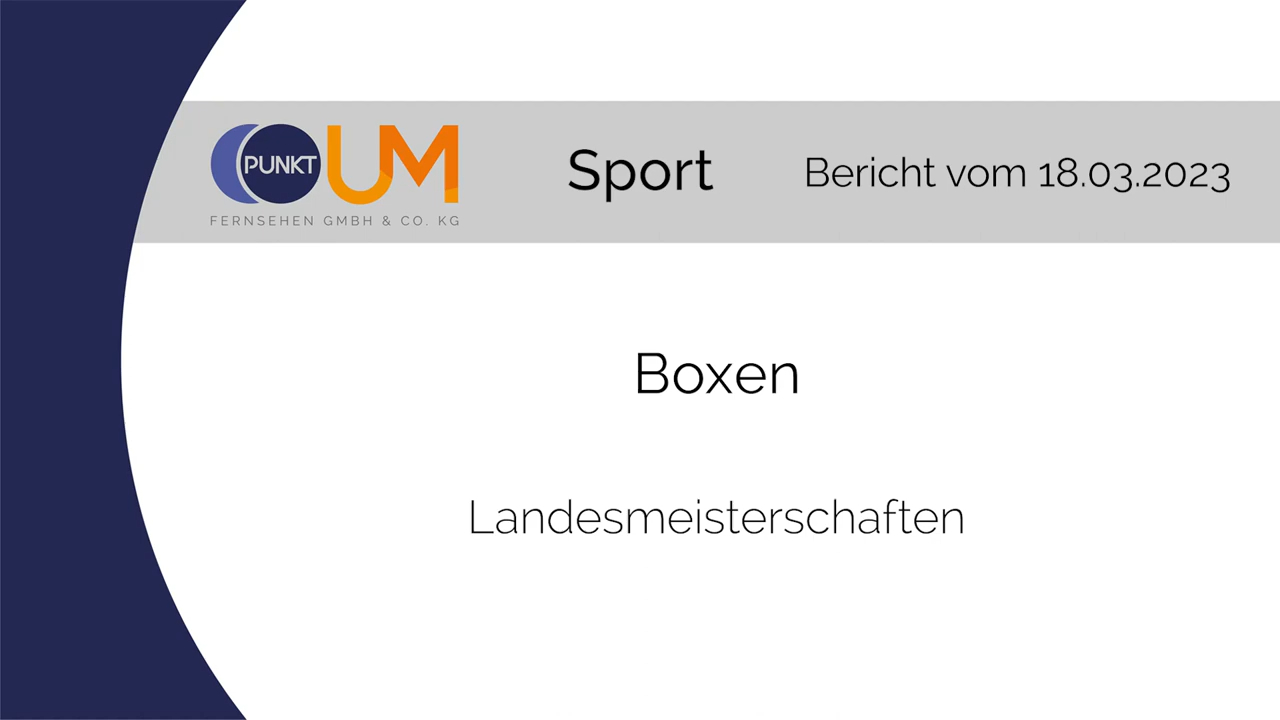 PUNKT UM
FERNSEHEN GMBH & CO. KG
Sport
Bericht vom 18.03.2023
Boxen
Landesmeisterschaften